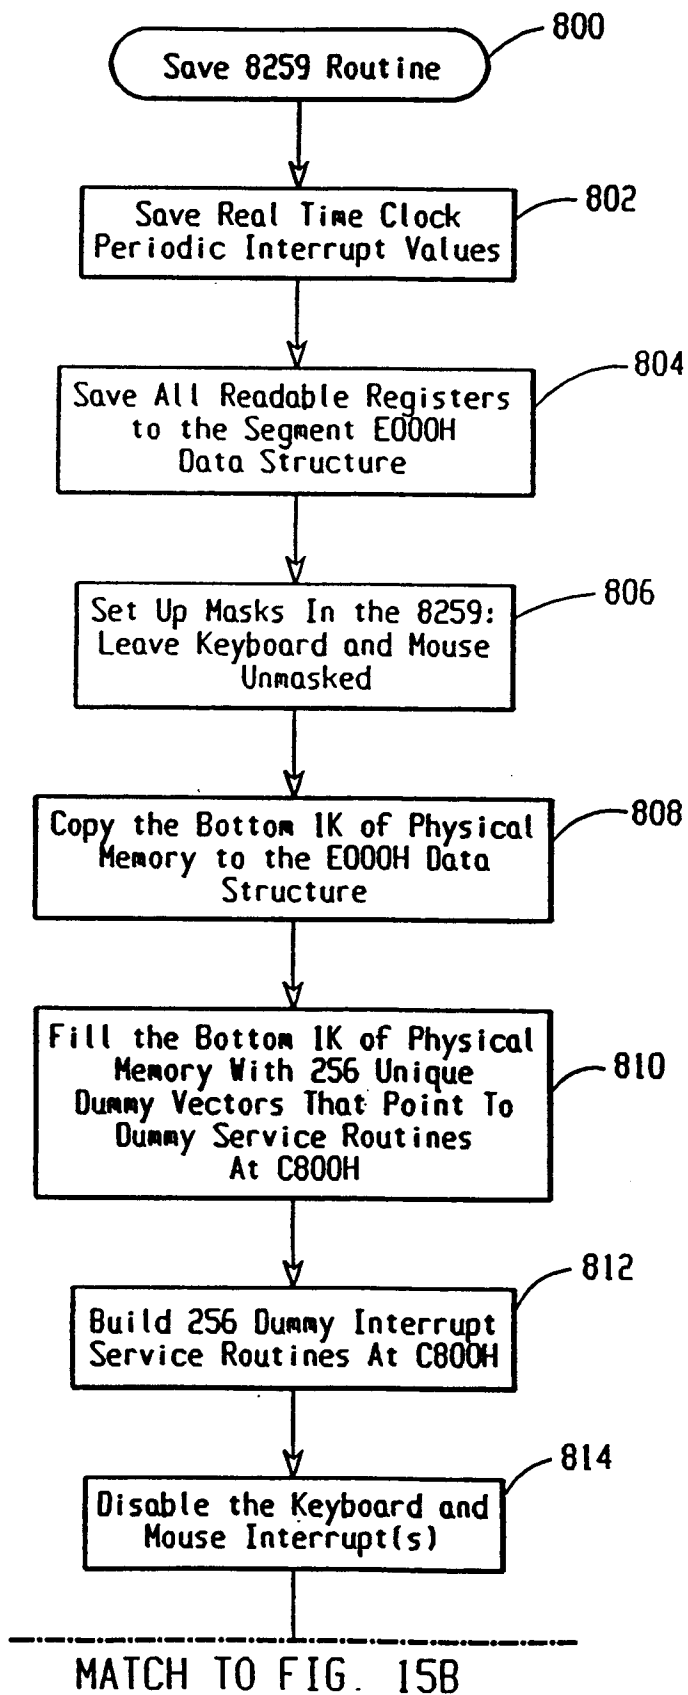 800
Save 8259 Routine
802
Save Real Time Clock
Periodic Interrupt Values
804
Save All Readable Registers
to the Segment E000H
Data Structure
806
Set Up Masks In the 8259:
Leave Keyboard and Mouse
Unmasked
808
Copy the Bottom 1K of Physical
Memory to the E000H Data
Structure
810
Fill the Bottom 1K of Physical
Memory With 256 Unique
Dummy Vectors That Point To
Dummy Service Routines
At C800H
812
Build 256 Dummy Interrupt
Service Routines At C800H
814
Disable the Keyboard and
Mouse Interrupt(s)
MATCH TO FIG. 15B